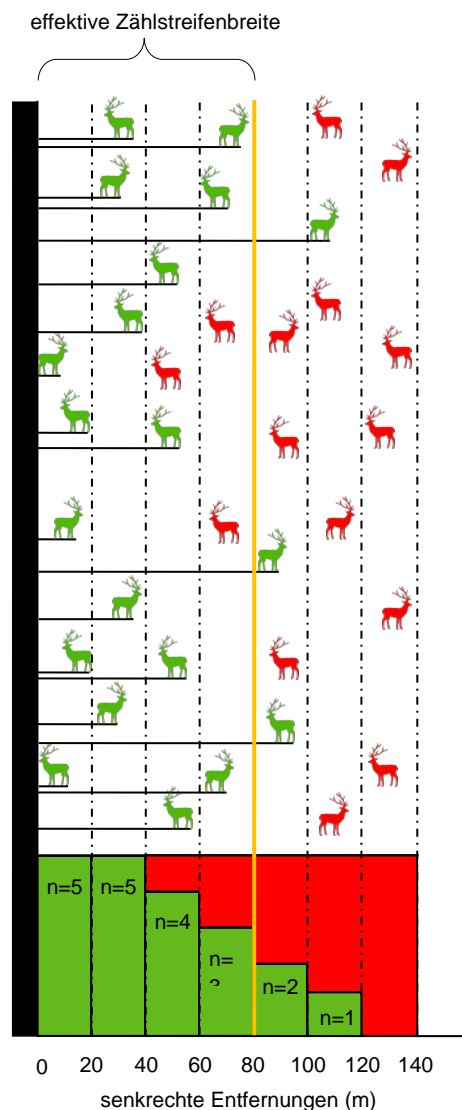 effektive Zählstreifenbreite
n=5 n=5
n=4
n=
n=2
n=1
0 20 40 60 80 100 120 140
senkrechte Entfernungen (m)